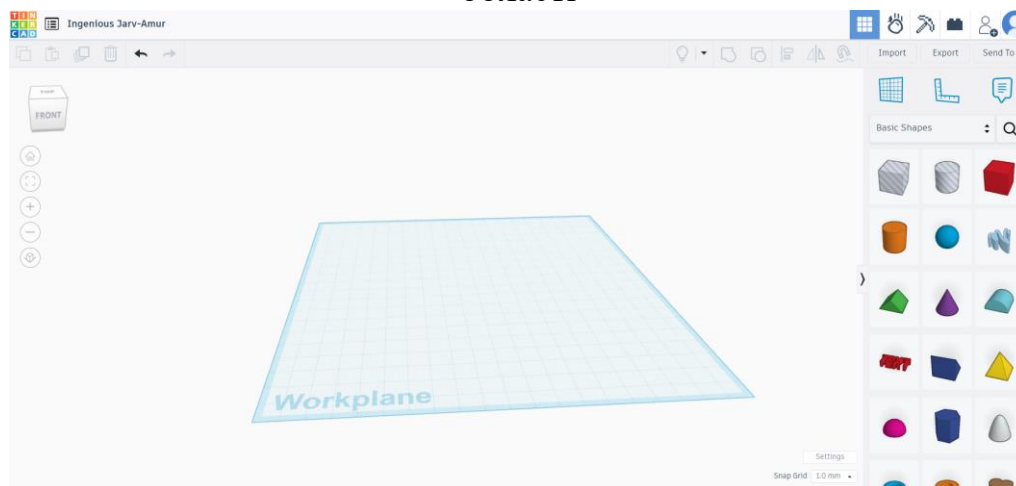 TIN
KER
CAD
Ingenious Jarv-Amur
Import
Export
Send To
FRONT
Basic Shapes
TEXT
Workplane
Settings
Snap Grid
1.0 mm